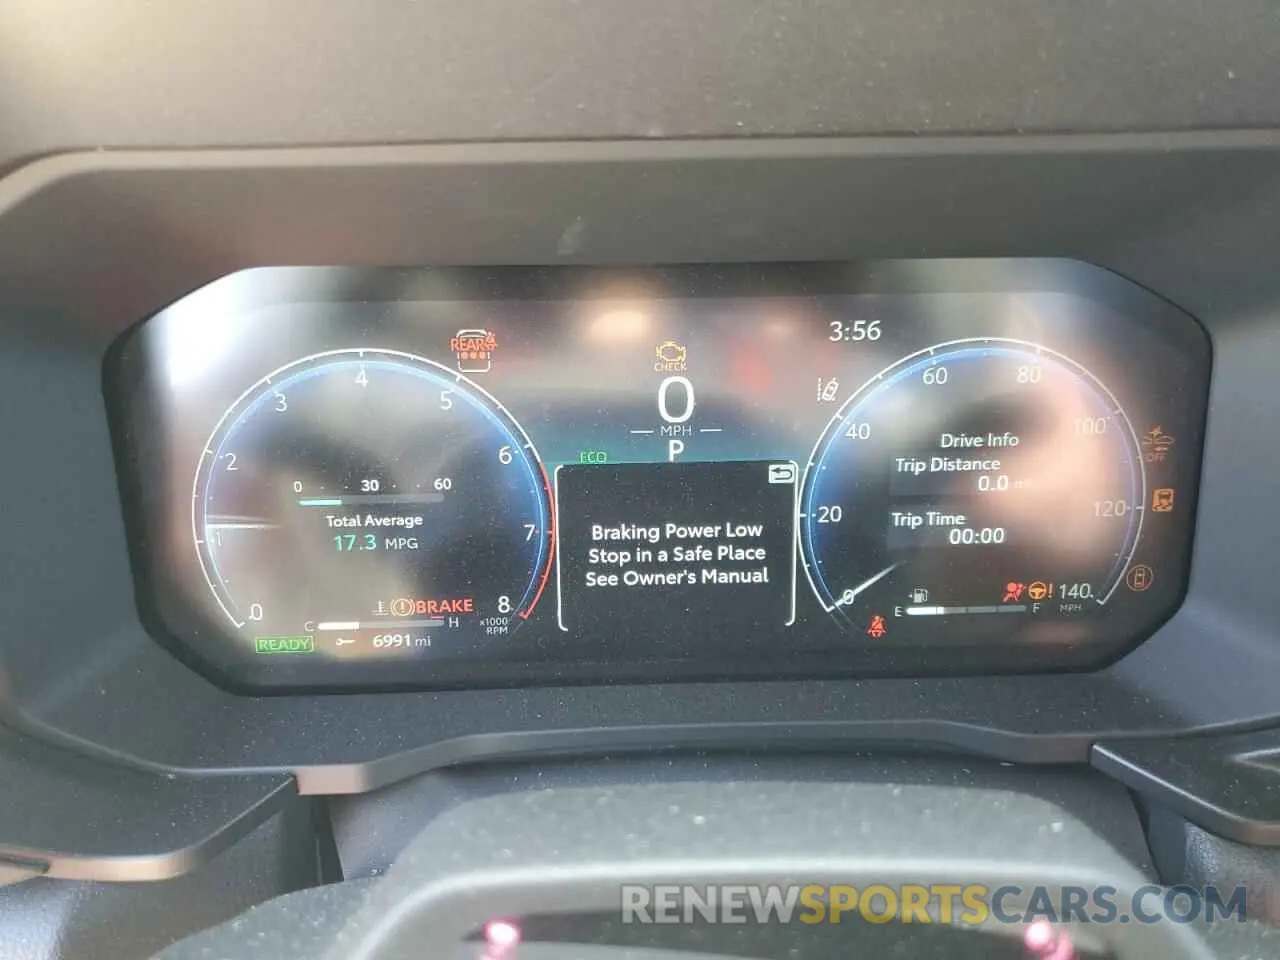 3:56
REAR
CHECK
0
MPH
P
ECO
0 1 2 3 4 5 6 7 8
x1000
RPM
0 30 60
Total Average
17.3 MPG
C H
BRAKE
READY
6991 mi
Braking Power Low
Stop in a Safe Place
See Owner's Manual
0 20 40 60 80 100 120 140
MPH
Drive Info
Trip Distance
0.0 mi
Trip Time
00:00
E F
OFF
RENEWSPORTSCARS.COM